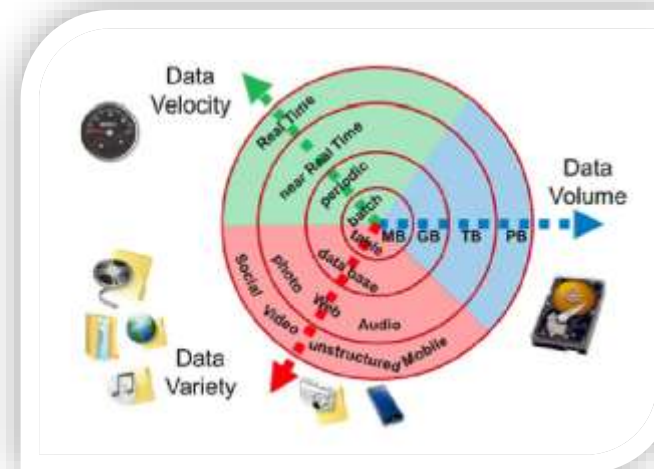 Data
Velocity
Real Time
near Real Time
periodic
batch
Data
Volume
MB GB TB PB
table
data base
photo Web Audio
Social Video unstructured/Mobile
Data
Variety